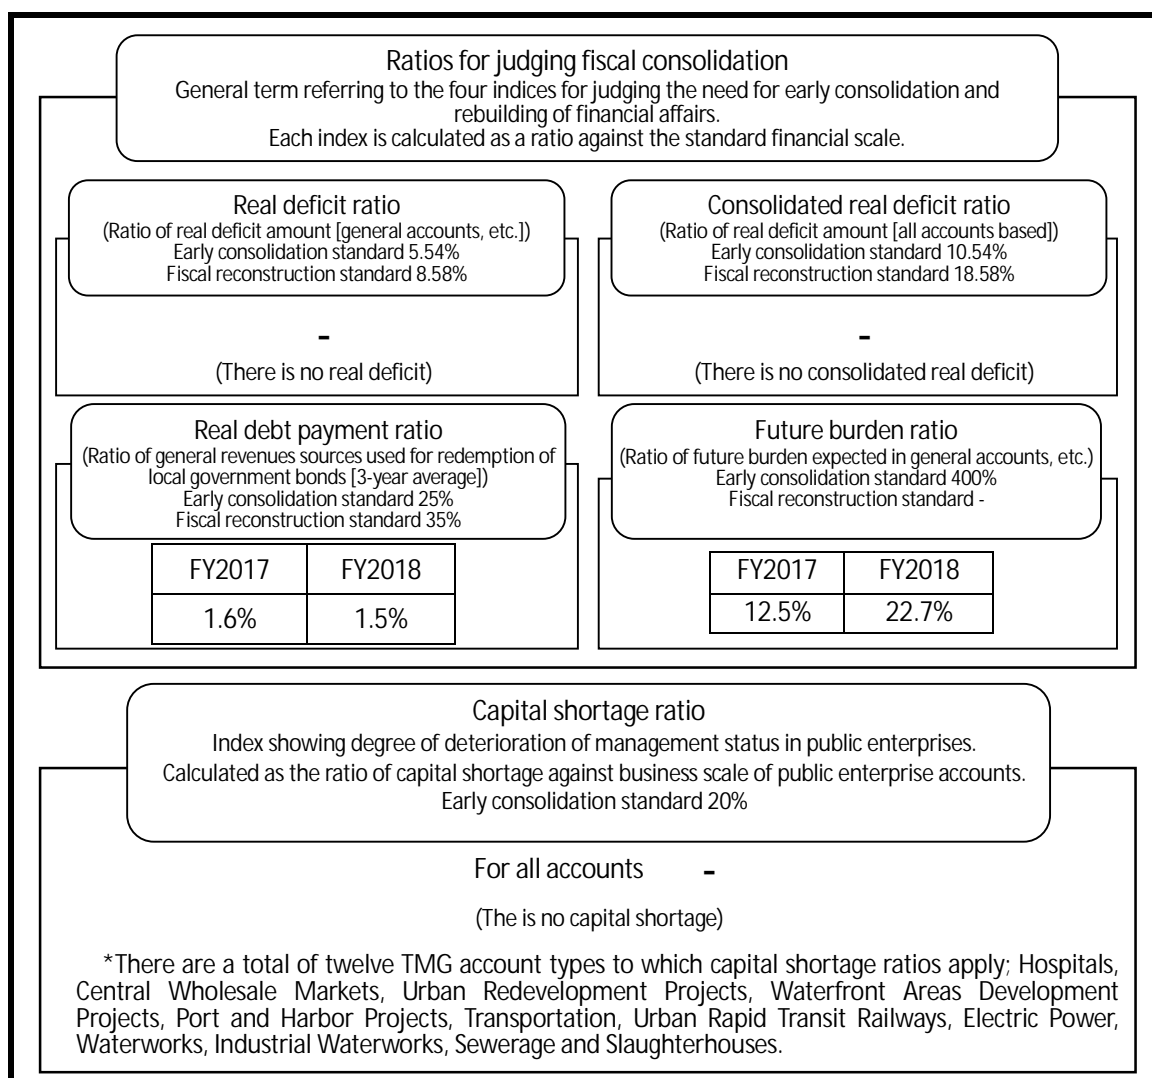 Ratios for judging fiscal consolidation
General term referring to the four indices for judging the need for early consolidation and
rebuilding of financial affairs.
Each index is calculated as a ratio against the standard financial scale.
Real deficit ratio
(Ratio of real deficit amount [general accounts, etc.])
Early consolidation standard 5.54%
Fiscal reconstruction standard 8.58%
-
(There is no real deficit)
Consolidated real deficit ratio
(Ratio of real deficit amount [all accounts based])
Early consolidation standard 10.54%
Fiscal reconstruction standard 18.58%
-
(There is no consolidated real deficit)
Real debt payment ratio
(Ratio of general revenues sources used for redemption of
local government bonds [3-year average])
Early consolidation standard 25%
Fiscal reconstruction standard 35%
FY2017 FY2018
1.6% 1.5%
Future burden ratio
(Ratio of future burden expected in general accounts, etc.)
Early consolidation standard 400%
Fiscal reconstruction standard -
FY2017 FY2018
12.5% 22.7%
Capital shortage ratio
Index showing degree of deterioration of management status in public enterprises.
Calculated as the ratio of capital shortage against business scale of public enterprise accounts.
Early consolidation standard 20%
For all accounts -
(The is no capital shortage)
*There are a total of twelve TMG account types to which capital shortage ratios apply; Hospitals,
Central Wholesale Markets, Urban Redevelopment Projects, Waterfront Areas Development
Projects, Port and Harbor Projects, Transportation, Urban Rapid Transit Railways, Electric Power,
Waterworks, Industrial Waterworks, Sewerage and Slaughterhouses.